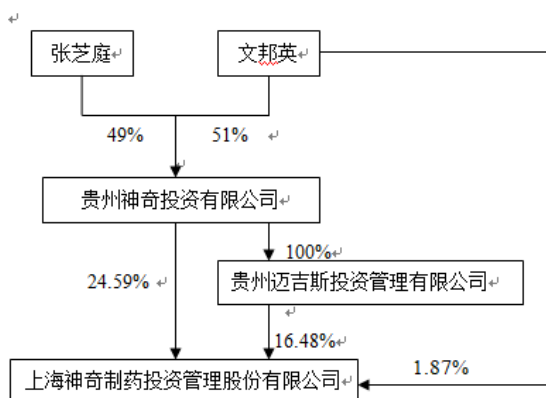 张芝庭
文邦英
49%
51%
贵州神奇投资有限公司
100%
24.59%
贵州迈吉斯投资管理有限公司
16.48%
上海神奇制药投资管理股份有限公司
1.87%